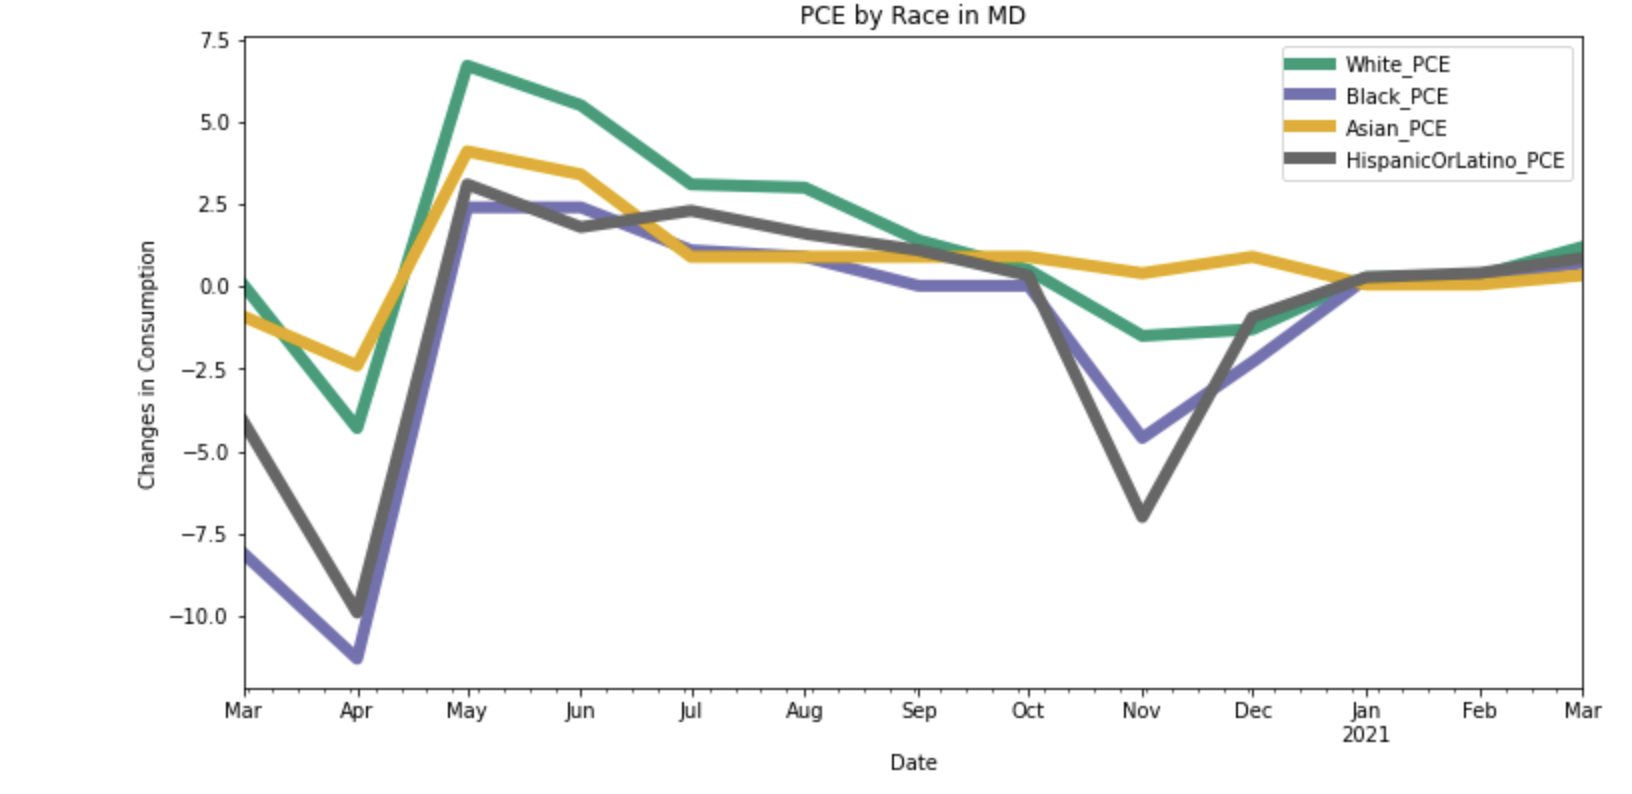 PCE by Race in MD
7.5
5.0
2.5
0.0
−2.5
−5.0
−7.5
−10.0
Changes in Consumption
White_PCE
Black_PCE
Asian_PCE
HispanicOrLatino_PCE
Mar Apr May Jun Jul Aug Sep Oct Nov Dec Jan Feb Mar
2021
Date